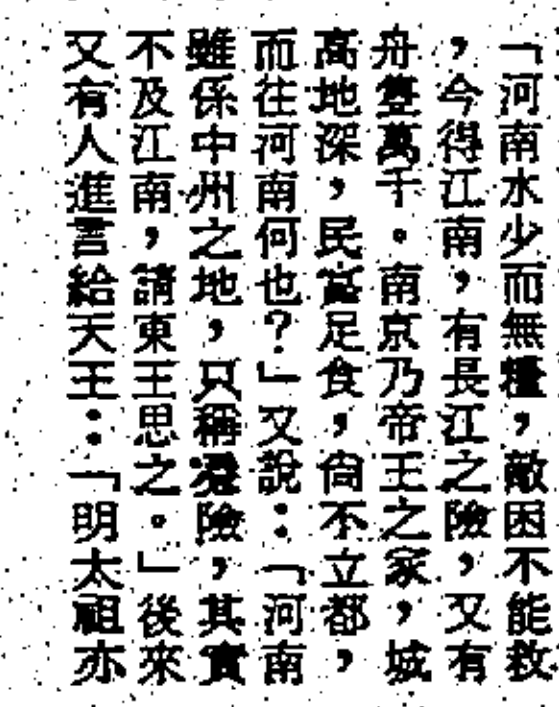 「河南水少而無糧,敵困不能救
,今得江南,有長江之險,又有
舟萬千。南京乃帝王之家,城
高地深,民富足食,尙不立都,
而往河南何也?」又說:「河南
雖係中州之地,只稱險,其實
不及江南,請東王思之。」後來
又有人進言給天王:「明太祖亦